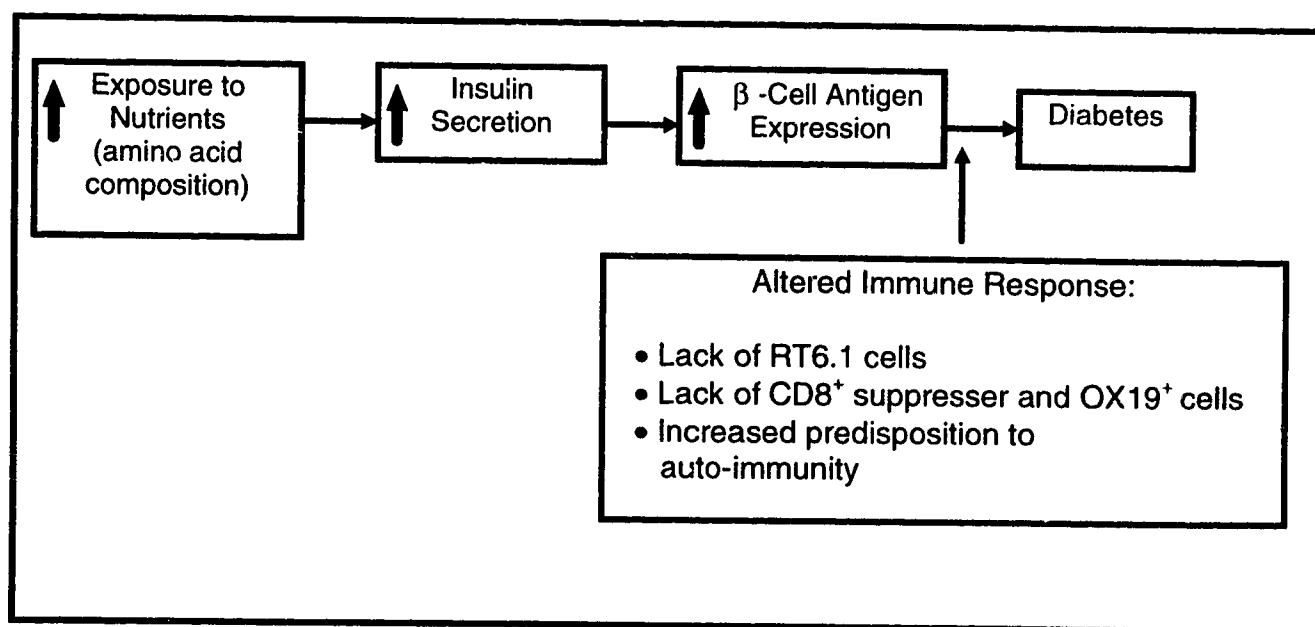 Exposure to
Nutrients
(amino acid
composition)
Insulin
Secretion
β -Cell Antigen
Expression
Diabetes
Altered Immune Response:
• Lack of RT6.1 cells
• Lack of CD8⁺ suppresser and OX19⁺ cells
• Increased predisposition to
auto-immunity